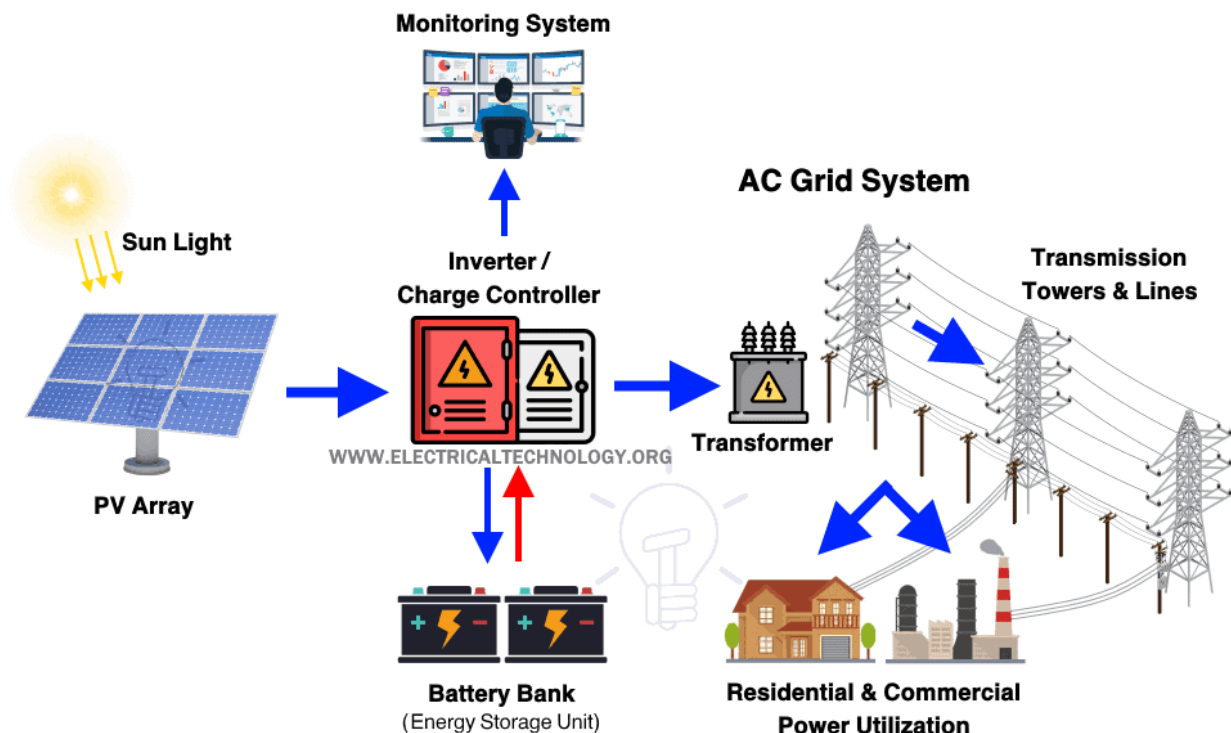 Monitoring System
AC Grid System
Sun Light
Transmission
Towers & Lines
Inverter /
Charge Controller
Transformer
WWW.ELECTRICALTECHNOLOGY.ORG
PV Array
+ -
+ -
Battery Bank
(Energy Storage Unit)
Residential & Commercial
Power Utilization